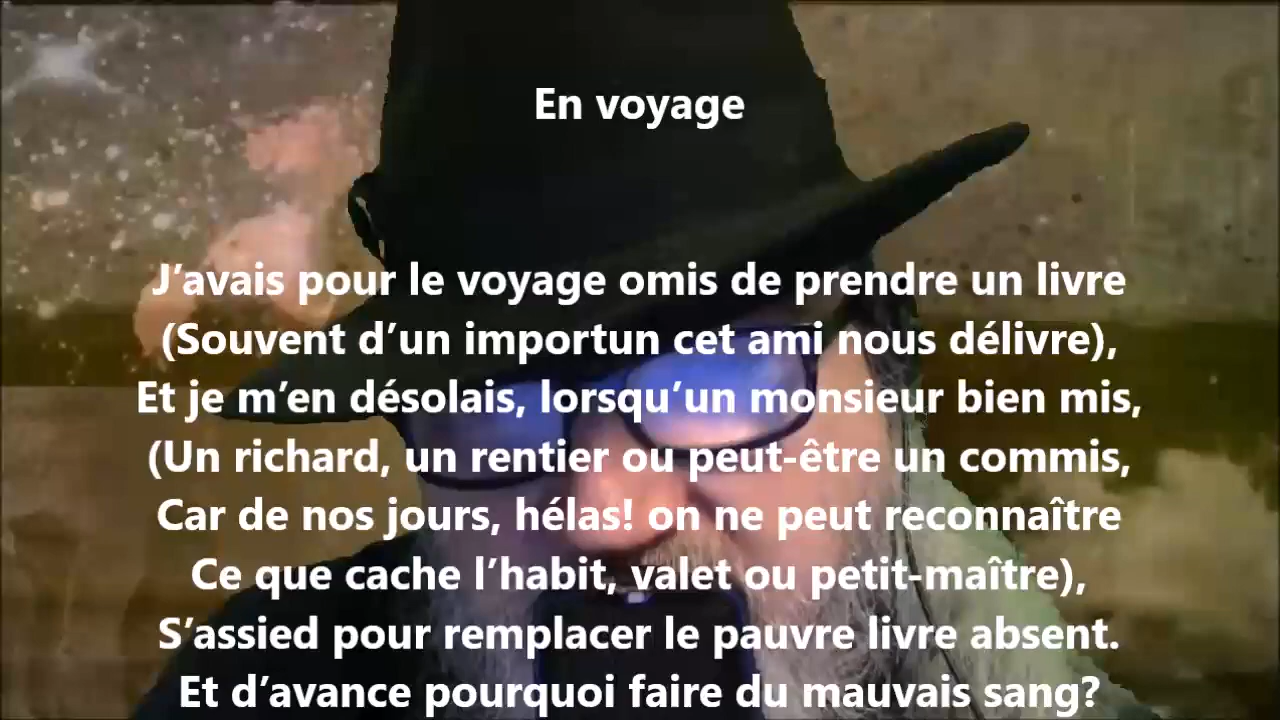 En voyage
J’avais pour le voyage omis de prendre un livre
(Souvent d’un importun cet ami nous délivre),
Et je m’en désolais, lorsqu’un monsieur bien mis,
(Un richard, un rentier ou peut-être un commis,
Car de nos jours, hélas! on ne peut reconnaître
Ce que cache l’habit, valet ou petit-maître),
S’assied pour remplacer le pauvre livre absent.
Et d’avance pourquoi faire du mauvais sang?